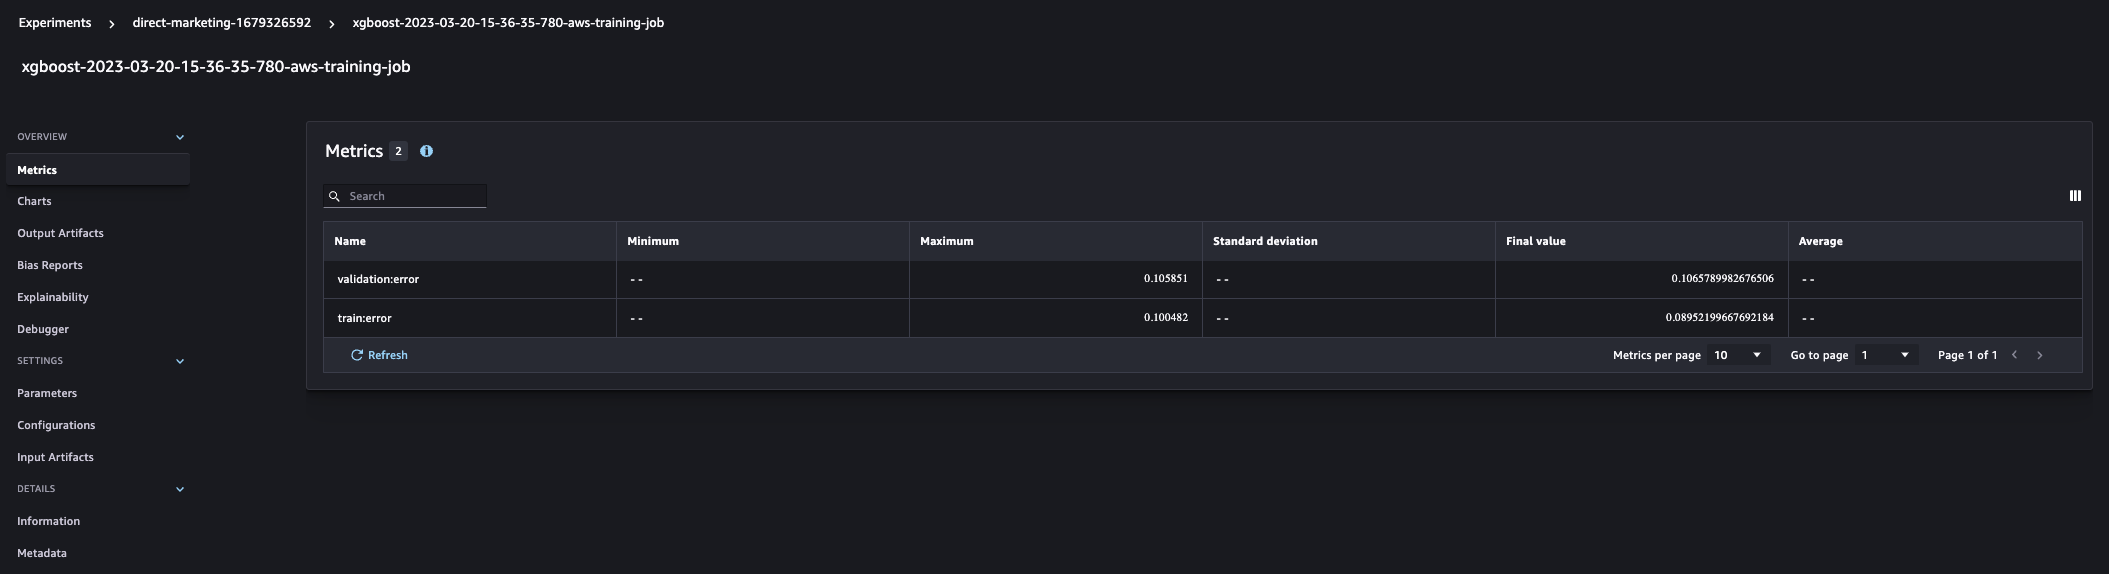 Experiments > direct-marketing-1679326592 > xgboost-2023-03-20-15-36-35-780-aws-training-job
xgboost-2023-03-20-15-36-35-780-aws-training-job
OVERVIEW
Metrics
Charts
Output Artifacts
Bias Reports
Explainability
Debugger
SETTINGS
Parameters
Configurations
Input Artifacts
DETAILS
Information
Metadata
Metrics 2
Search
Name Minimum Maximum Standard deviation Final value Average
validation:error -- 0.105851 -- 0.1065789982676506 --
train:error -- 0.100482 -- 0.08952199667692184 --
Refresh Metrics per page 10 Go to page 1 Page 1 of 1 < >